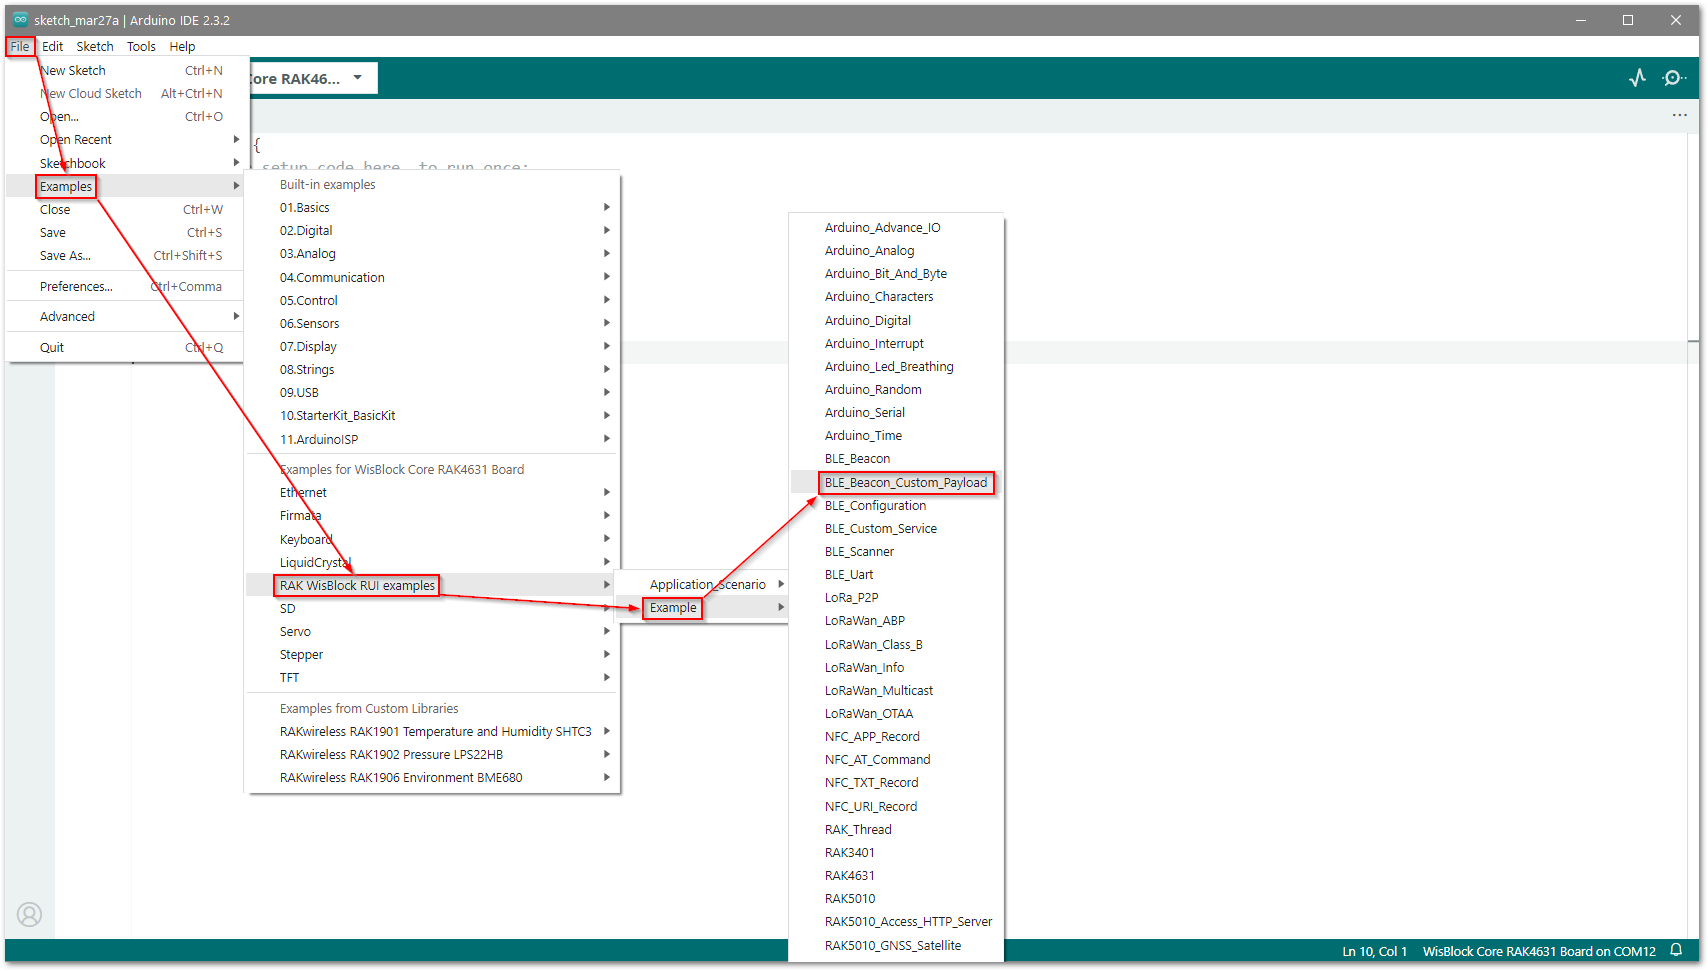 sketch_mar27a | Arduino IDE 2.3.2
File Edit Sketch Tools Help
New Sketch Ctrl+N
New Cloud Sketch Alt+Ctrl+N
Open... Ctrl+O
Open Recent
Sketchbook
Examples
Close Ctrl+W
Save Ctrl+S
Save As... Ctrl+Shift+S
Preferences... Ctrl+Comma
Advanced
Quit Ctrl+Q
Core RAK46...
{
setup code here, to run once:
Built-in examples
01.Basics
02.Digital
03.Analog
04.Communication
05.Control
06.Sensors
07.Display
08.Strings
09.USB
10.StarterKit_BasicKit
11.ArduinoISP
Examples for WisBlock Core RAK4631 Board
Ethernet
Firmata
Keyboard
LiquidCrystal
RAK WisBlock RUI examples
SD
Servo
Stepper
TFT
Examples from Custom Libraries
RAKwireless RAK1901 Temperature and Humidity SHTC3
RAKwireless RAK1902 Pressure LPS22HB
RAKwireless RAK1906 Environment BME680
Application_Scenario
Example
Arduino_Advance_IO
Arduino_Analog
Arduino_Bit_And_Byte
Arduino_Characters
Arduino_Digital
Arduino_Interrupt
Arduino_Led_Breathing
Arduino_Random
Arduino_Serial
Arduino_Time
BLE_Beacon
BLE_Beacon_Custom_Payload
BLE_Configuration
BLE_Custom_Service
BLE_Scanner
BLE_Uart
LoRa_P2P
LoRaWan_ABP
LoRaWan_Class_B
LoRaWan_Info
LoRaWan_Multicast
LoRaWan_OTAA
NFC_APP_Record
NFC_AT_Command
NFC_TXT_Record
NFC_URI_Record
RAK_Thread
RAK3401
RAK4631
RAK5010
RAK5010_Access_HTTP_Server
RAK5010_GNSS_Satellite
Ln 10, Col 1 WisBlock Core RAK4631 Board on COM12